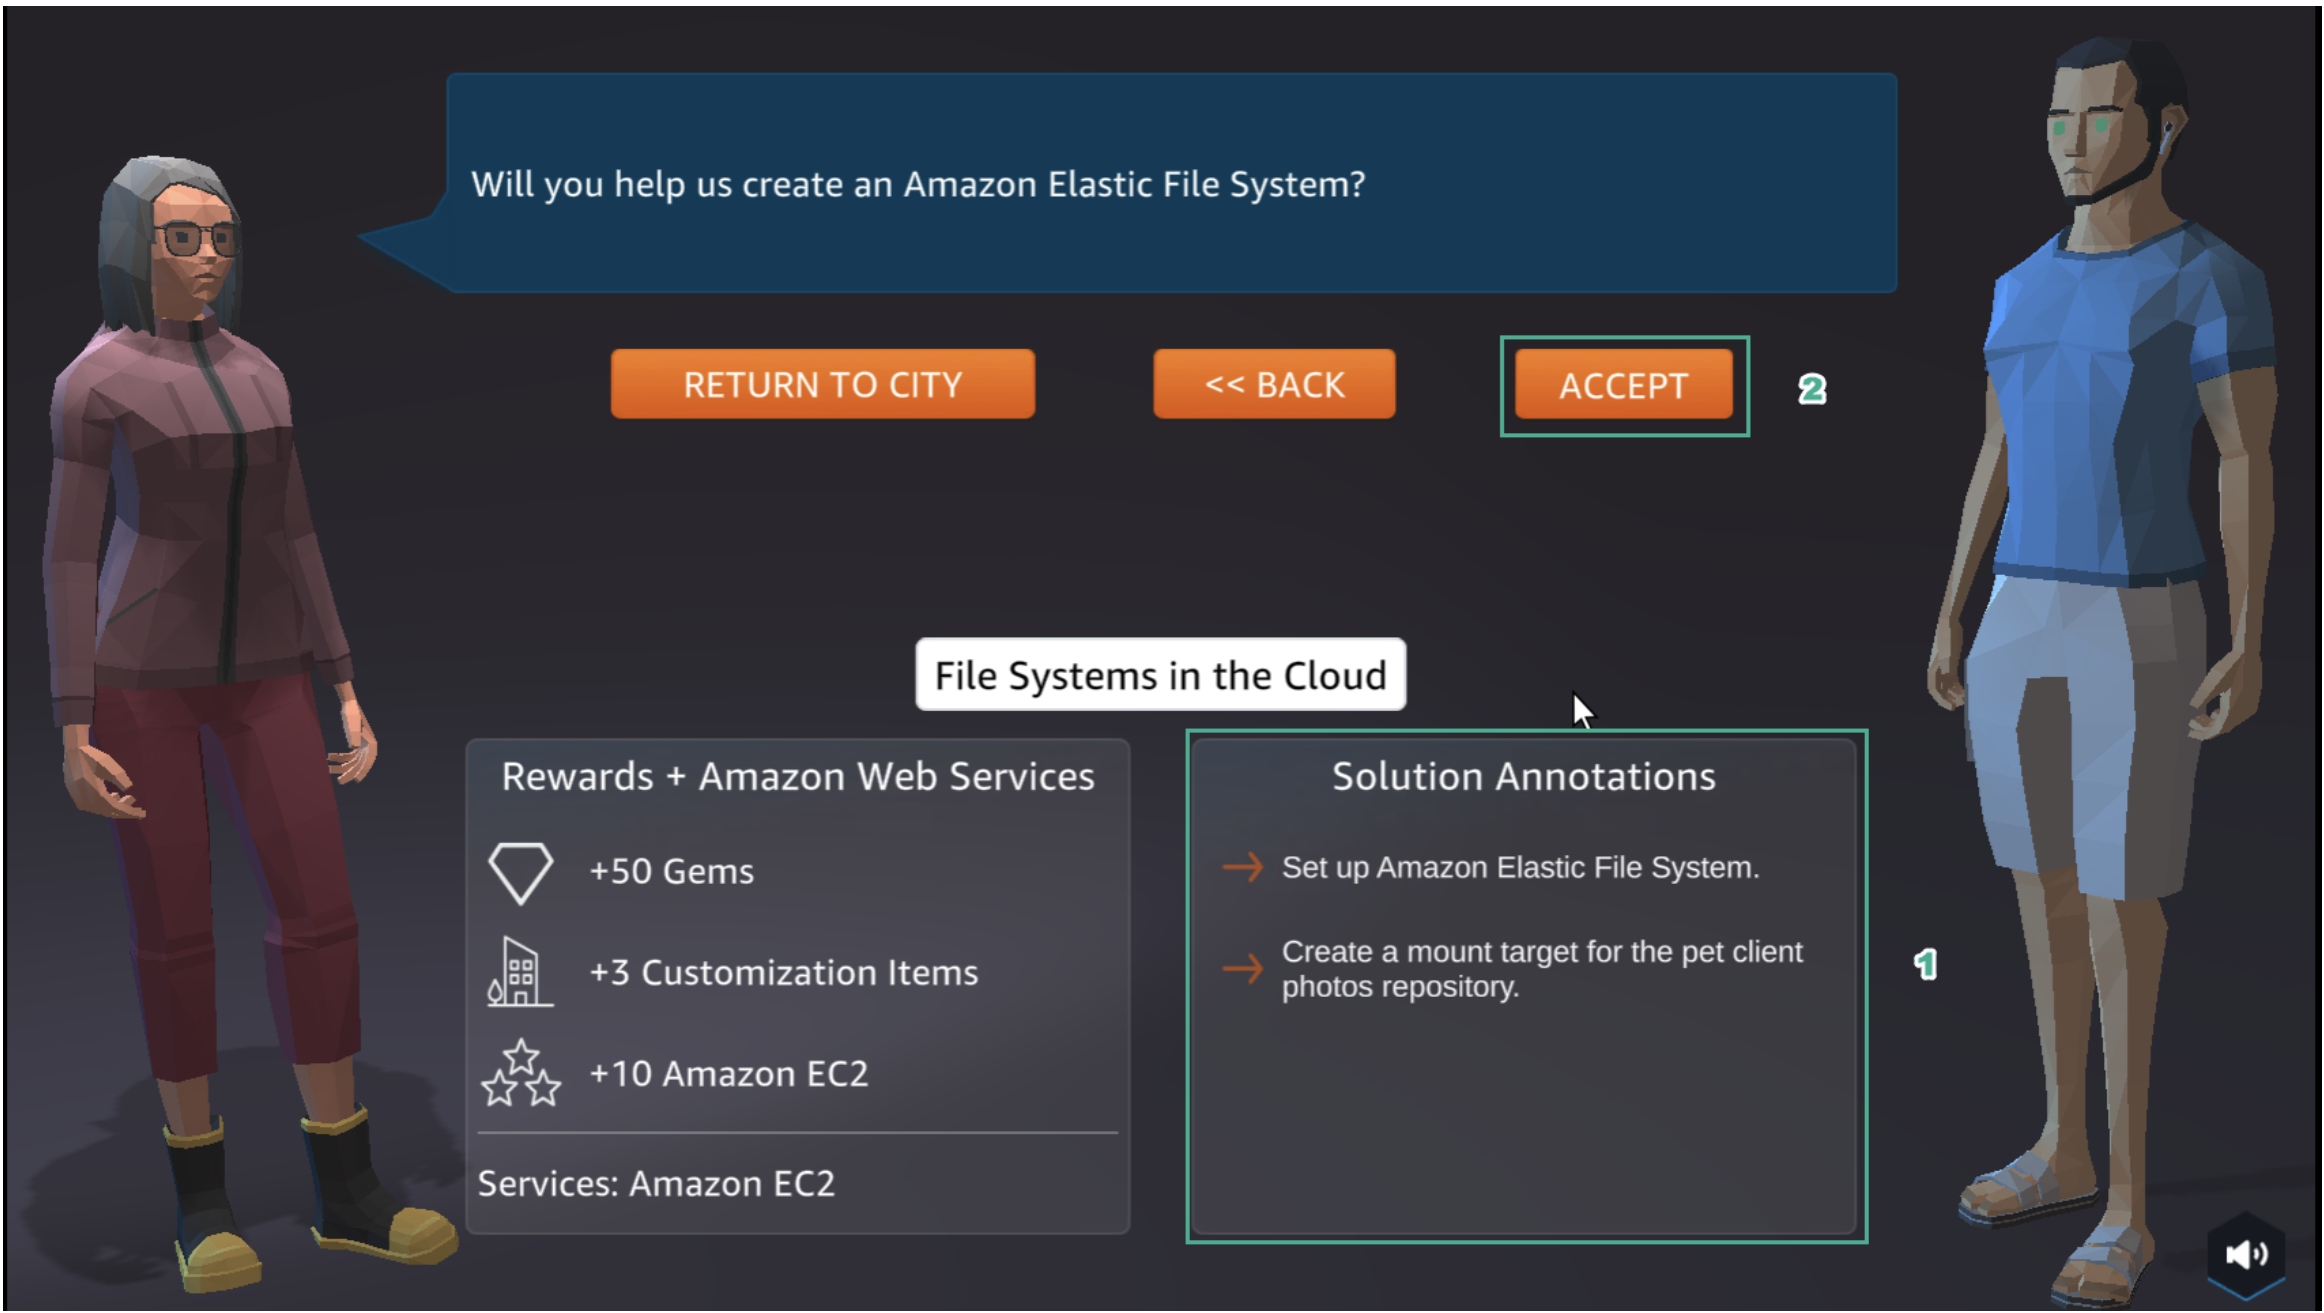 Will you help us create an Amazon Elastic File System?
RETURN TO CITY
<< BACK
ACCEPT
2
File Systems in the Cloud
Rewards + Amazon Web Services
+50 Gems
+3 Customization Items
+10 Amazon EC2
Services: Amazon EC2
Solution Annotations
Set up Amazon Elastic File System.
Create a mount target for the pet client
photos repository.
1